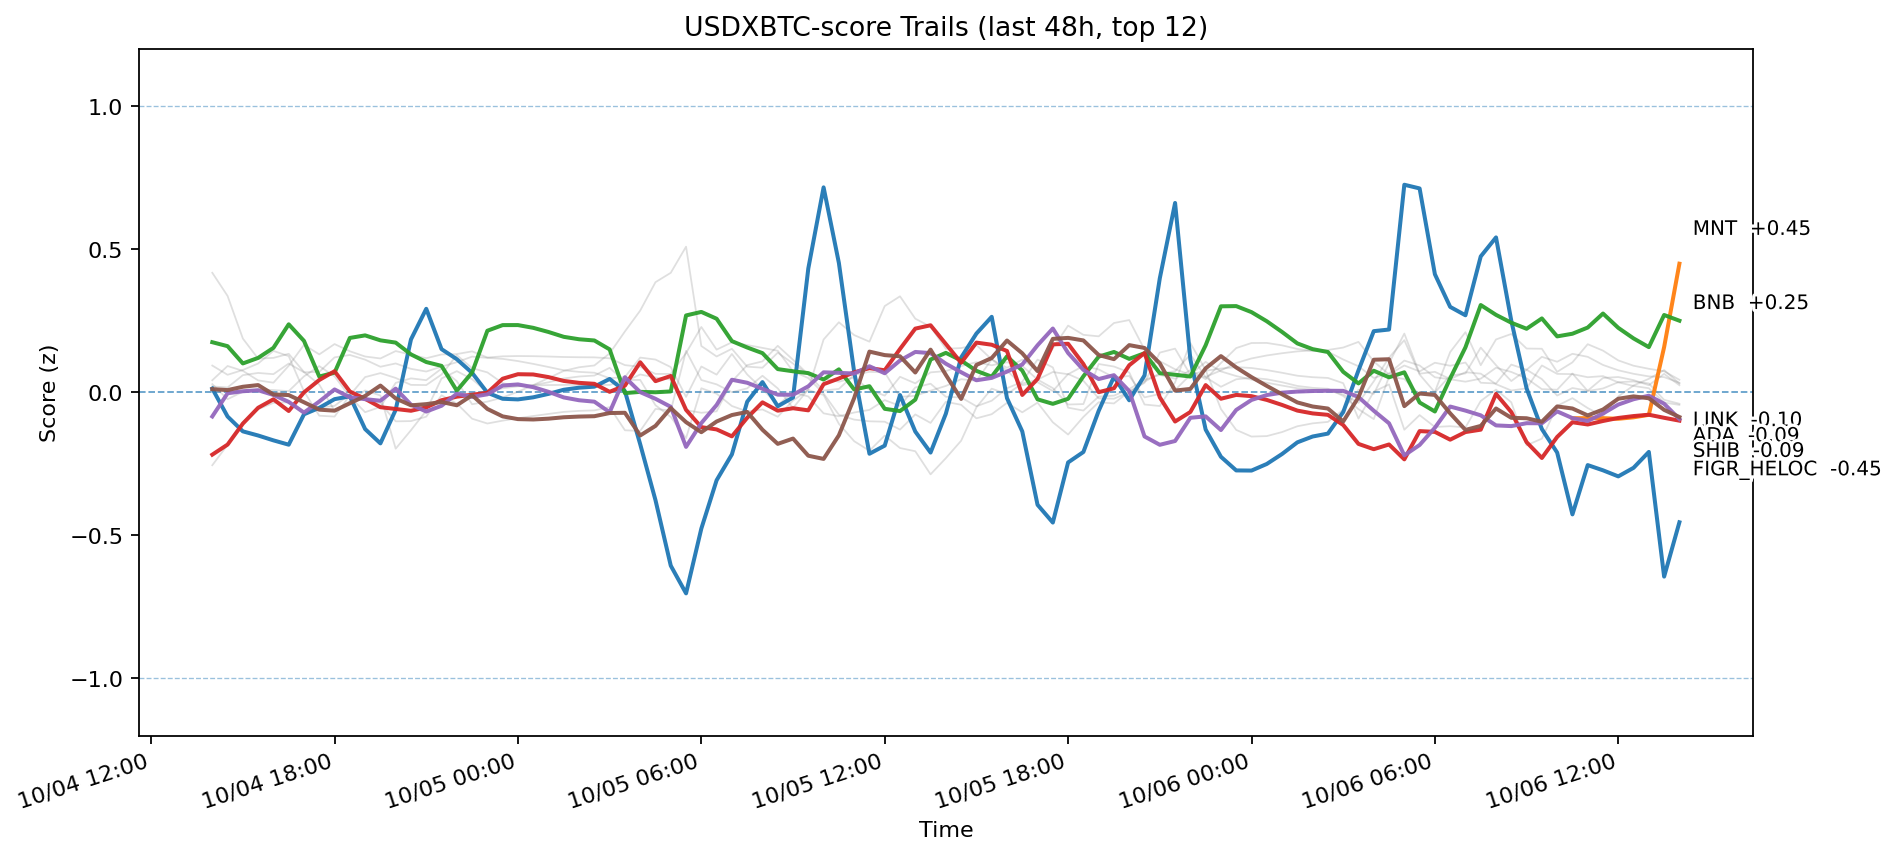 USDXBTC-score Trails (last 48h, top 12)
Score (z)
1.0
0.5
0.0
−0.5
−1.0
MNT +0.45
BNB +0.25
LINK -0.10
ADA -0.09
SHIB -0.09
FIGR_HELOC -0.45
10/04 12:00
10/04 18:00
10/05 00:00
10/05 06:00
10/05 12:00
10/05 18:00
10/06 00:00
10/06 06:00
10/06 12:00
Time